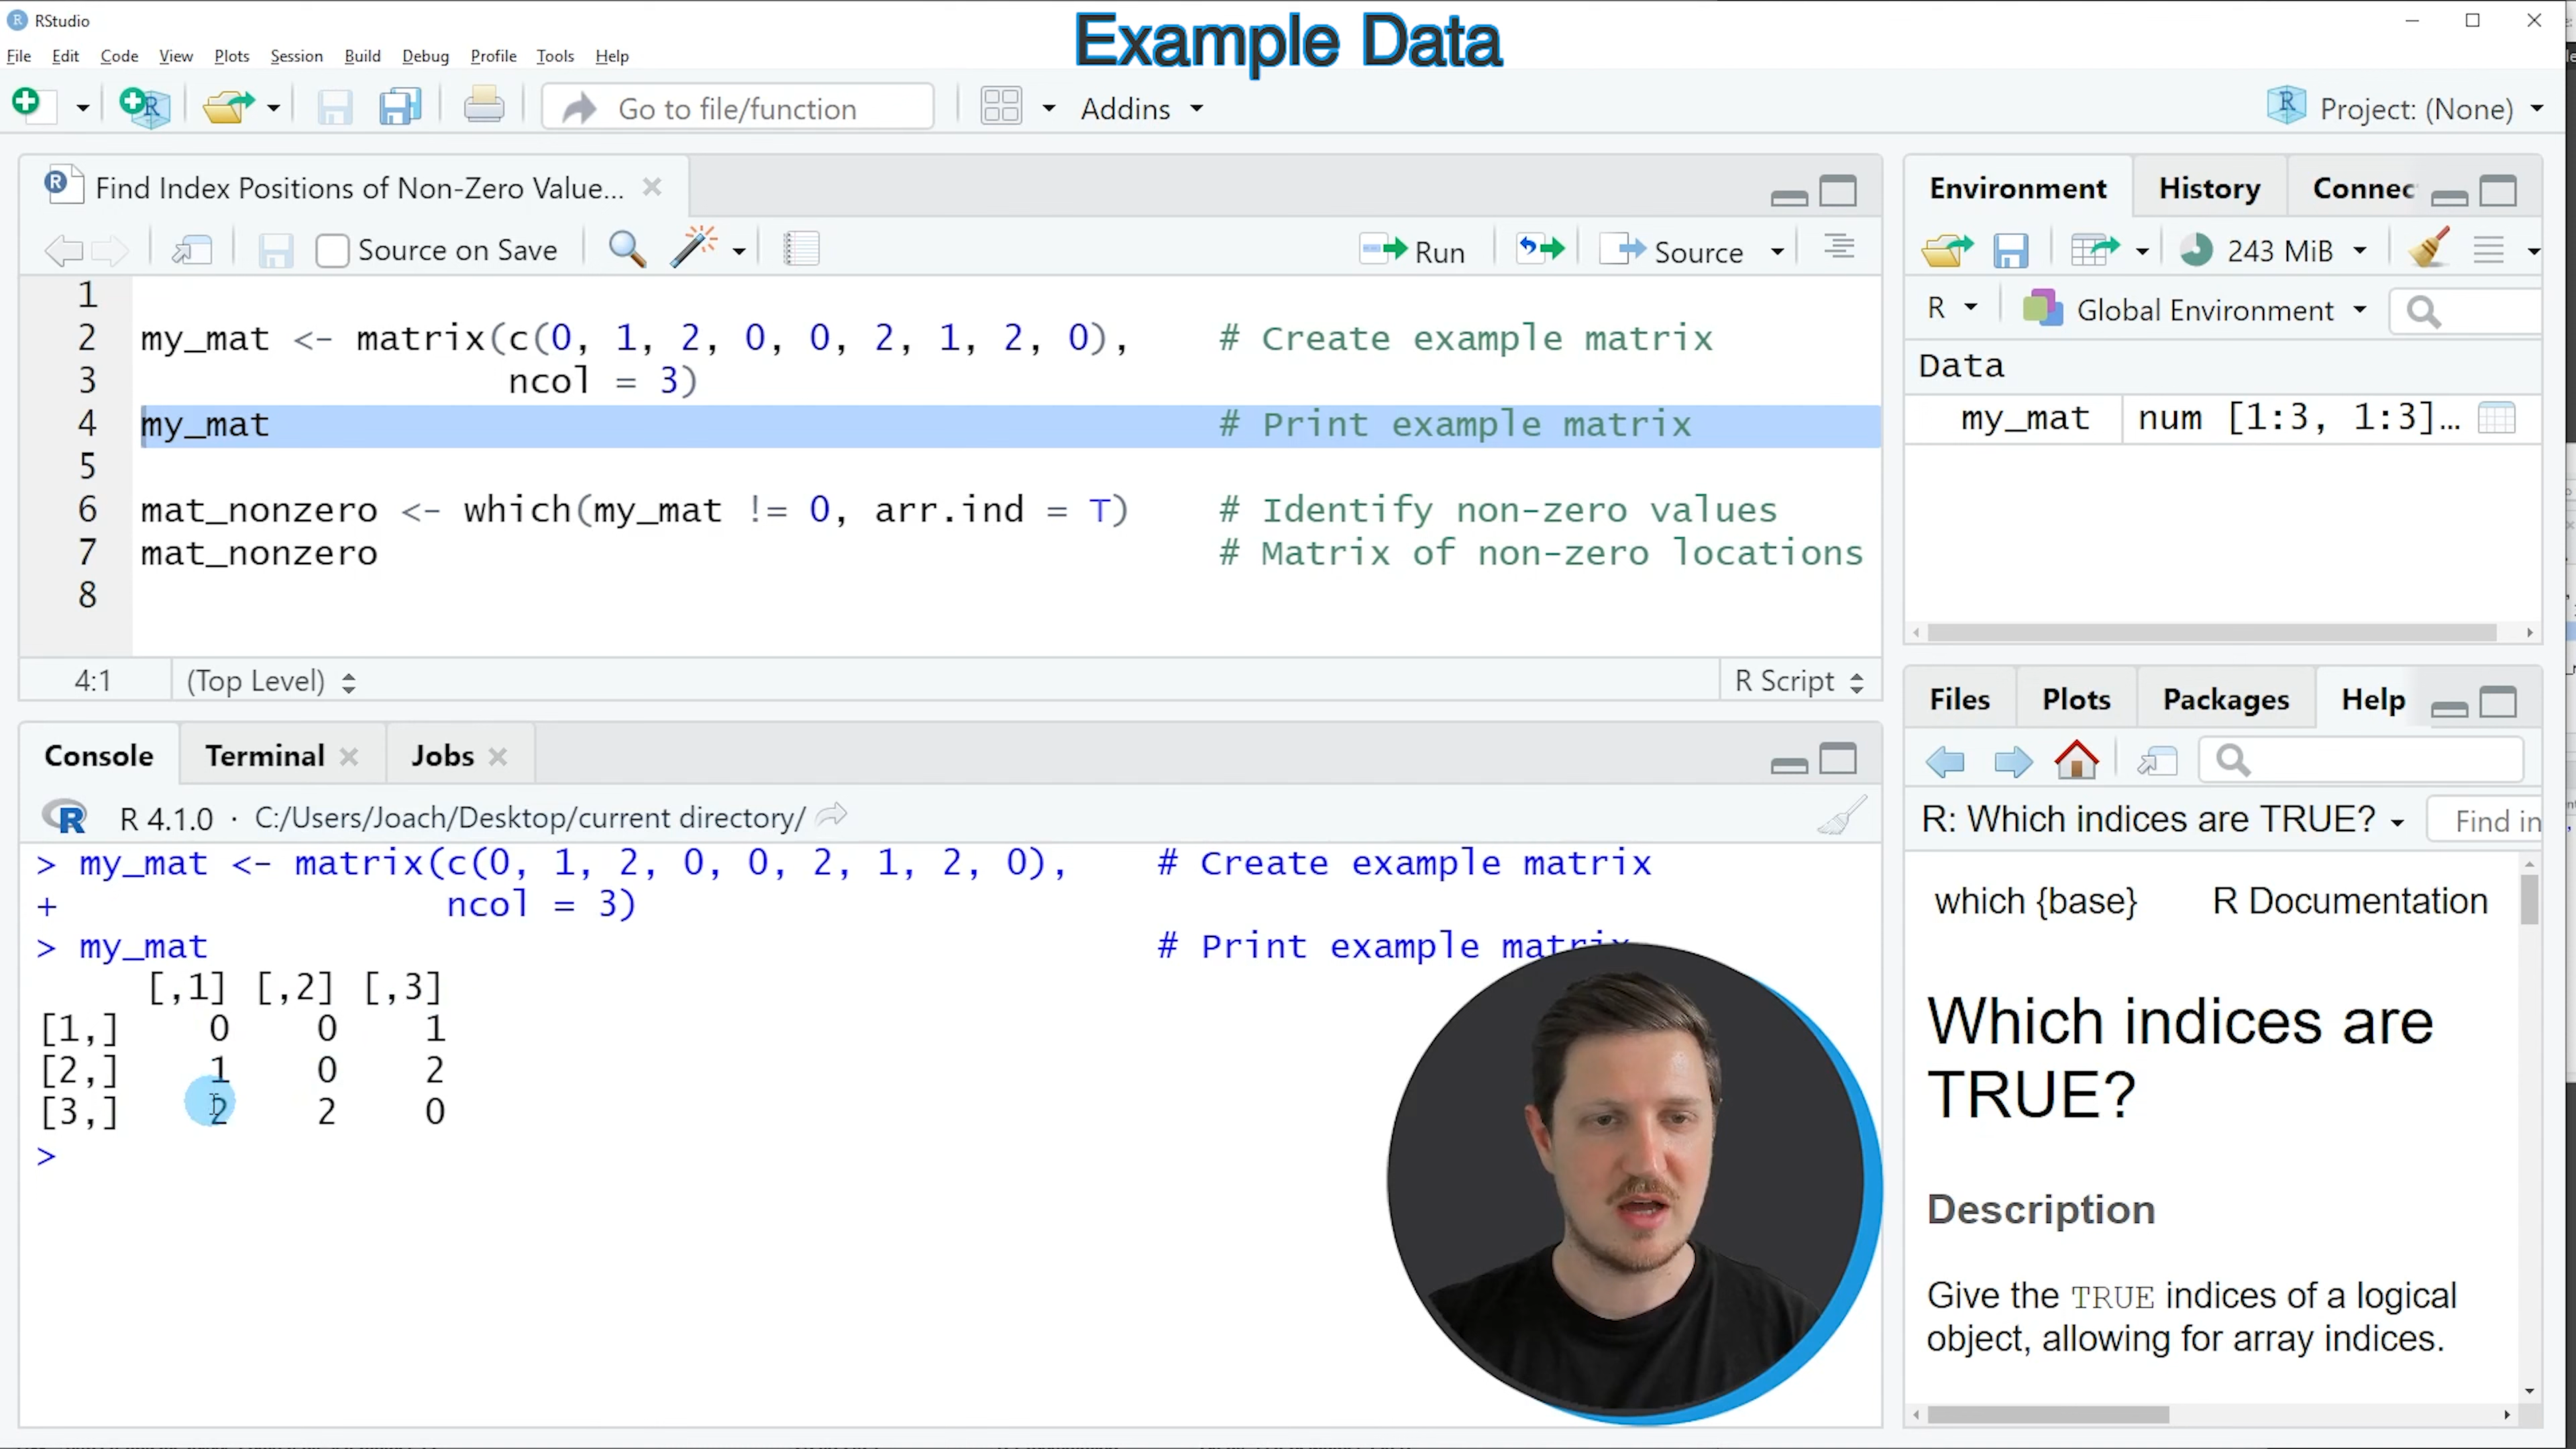 RStudio
Example Data
File Edit Code View Plots Session Build Debug Profile Tools Help
Go to file/function Addins Project: (None)
Find Index Positions of Non-Zero Value...
Source on Save Run Source
1
2 my_mat <- matrix(c(0, 1, 2, 0, 0, 2, 1, 2, 0), # Create example matrix
3 ncol = 3)
4 my_mat # Print example matrix
5
6 mat_nonzero <- which(my_mat != 0, arr.ind = T) # Identify non-zero values
7 mat_nonzero # Matrix of non-zero locations
8
4:1 (Top Level) R Script
Console Terminal Jobs
R 4.1.0 · C:/Users/Joach/Desktop/current directory/
> my_mat <- matrix(c(0, 1, 2, 0, 0, 2, 1, 2, 0), # Create example matrix
+ ncol = 3)
> my_mat # Print example matrix
[,1] [,2] [,3]
[1,] 0 0 1
[2,] 1 0 2
[3,] 2 2 0
>
Environment History Connec
243 MiB
R Global Environment
Data
my_mat num [1:3, 1:3]...
Files Plots Packages Help
R: Which indices are TRUE? Find in
which {base} R Documentation
Which indices are
TRUE?
Description
Give the TRUE indices of a logical
object, allowing for array indices.